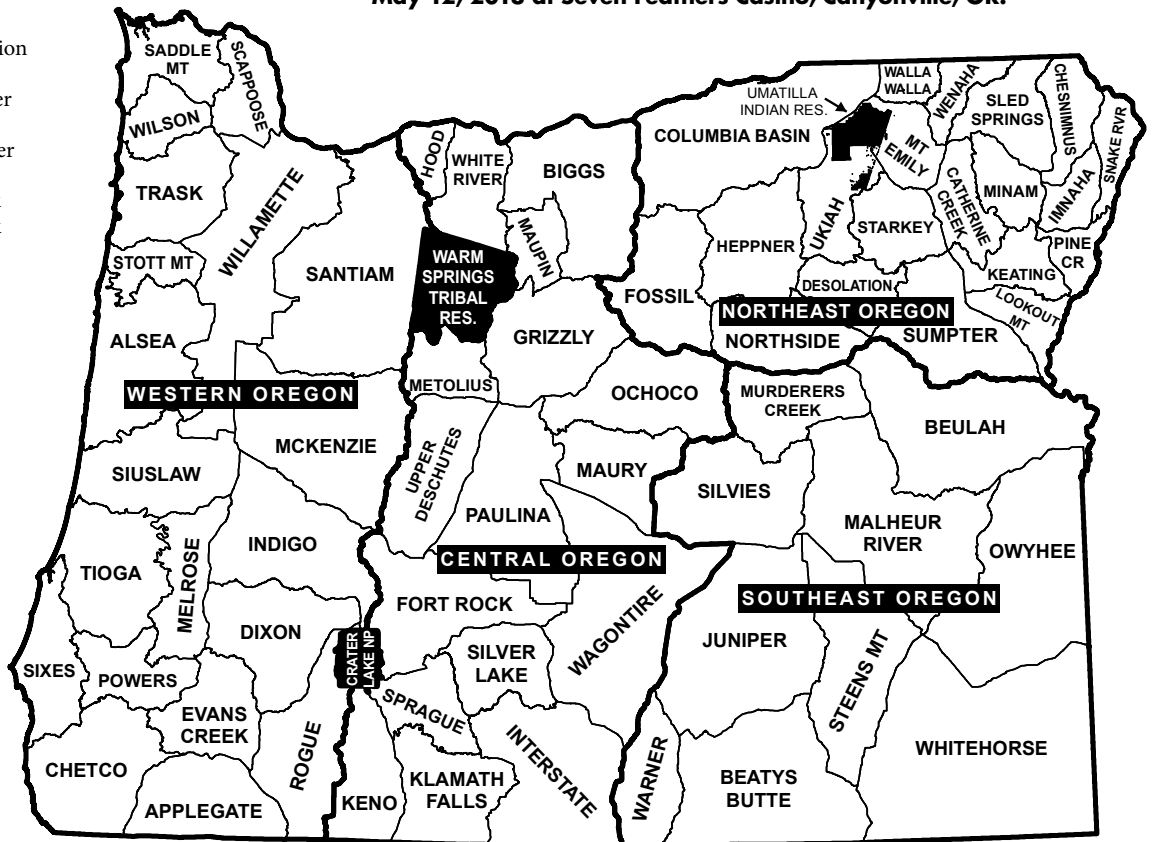 May 12, 2018 at Seven Feathers Casino, Canyonville, OR.
ion
er
er
SADDLE
MT
SCAPPOOSE
WILSON
TRASK
WILLAMETTE
STOTT MT
SANTIAM
ALSEA
WESTERN OREGON
MCKENZIE
SIUSLAW
INDIGO
TIOGA
MELROSE
DIXON
SIXES
POWERS
EVANS
CREEK
CHETCO
APPLEGATE
ROGUE
CRATER
LAKE NP
HOOD
WHITE
RIVER
BIGGS
MAUPIN
WARM
SPRINGS
TRIBAL
RES.
GRIZZLY
METOLIUS
OCHOCO
UPPER
DESCHUTES
MAURY
PAULINA
CENTRAL OREGON
FORT ROCK
SILVER
LAKE
WAGONTIRE
SPRAGUE
KENO
KLAMATH
FALLS
INTERSTATE
UMATILLA
INDIAN RES.
COLUMBIA BASIN
WALLA
WALLA
WENAHA
SLED
SPRINGS
CHESNIMNUS
SNAKE RVR
MT
EMILY
CATHERINE
CREEK
MINAM
IMNAHA
HEPPNER
UKIAH
STARKEY
PINE
CR
KEATING
FOSSIL
DESOLATION
LOOKOUT
MT
NORTHEAST OREGON
NORTHSIDE
SUMPTER
MURDERERS
CREEK
BEULAH
SILVIES
MALHEUR
RIVER
OWYHEE
SOUTHEAST OREGON
JUNIPER
STEENS MT
WHITEHORSE
WARNER
BEATYS
BUTTE